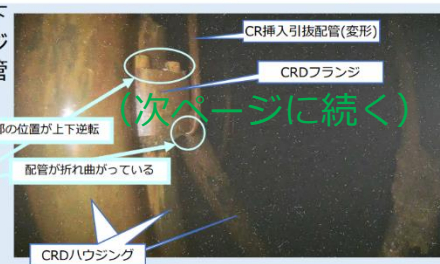 ジ
管
CR挿入引抜配管(変形)
CRDフランジ
(次ページに続く)
部の位置が上下逆転
配管が折れ曲がっている
CRDハウジング